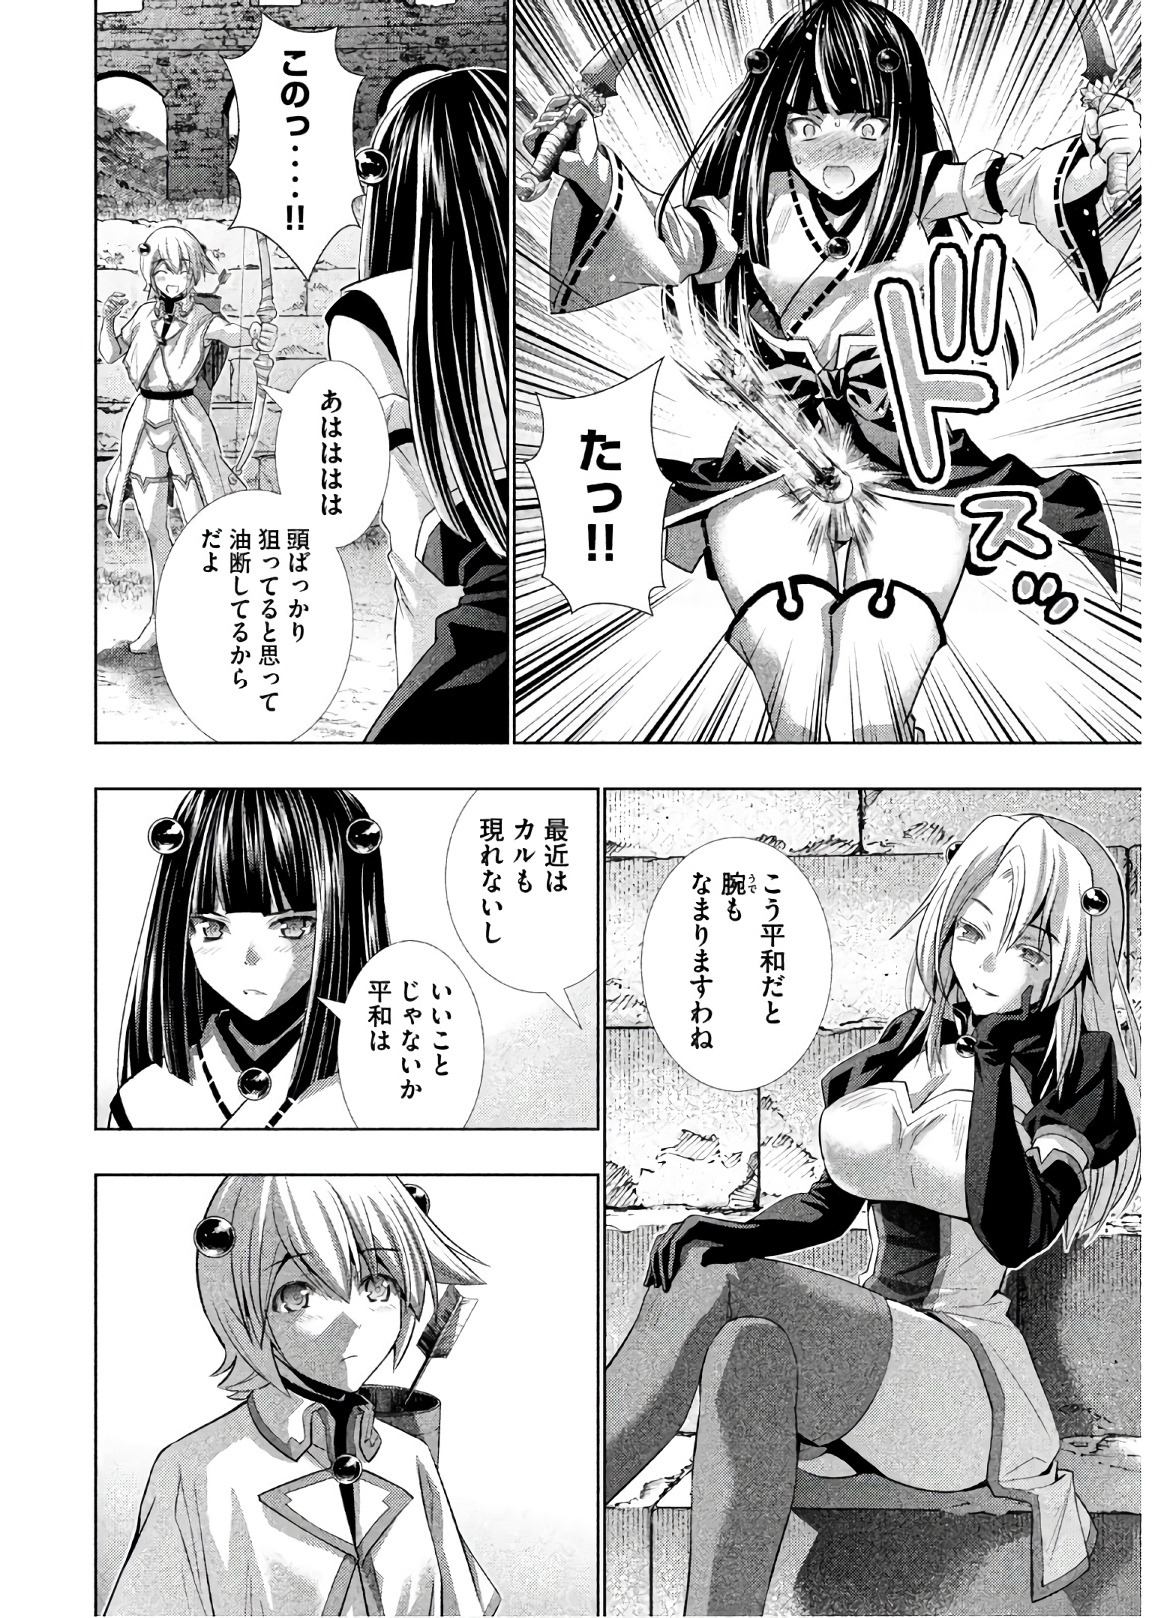 たっ!!
ドスッ
このっ‥‥‥!!
あはははは
頭ばっかり
狙ってると思って
油断してるから
だよ
こう平和だと
腕も
うで
なまりますわね
最近は
カルも
現れないし
いいこと
じゃないか
平和は